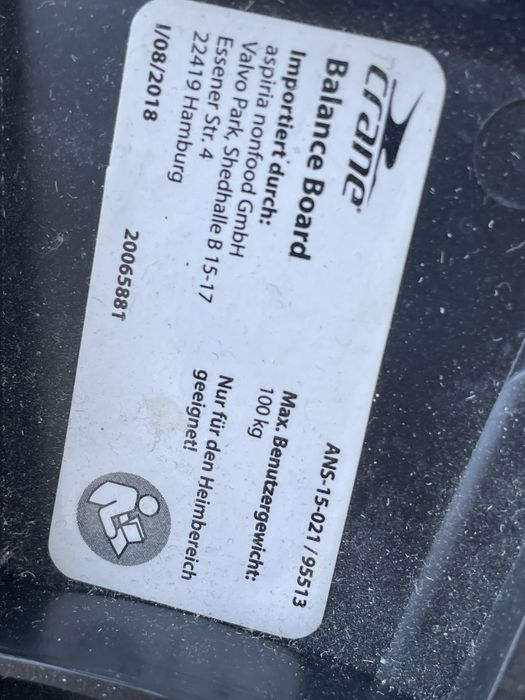 crane®
Balance Board
Importiert durch:
aspiria nonfood GmbH
Valvo Park, Shedhalle B 15-17
Essener Str. 4
22419 Hamburg
I/08/2018
20065881
ANS-15-021 / 95513
Max. Benutzergewicht:
100 kg
Nur für den Heimbereich
geeignet!